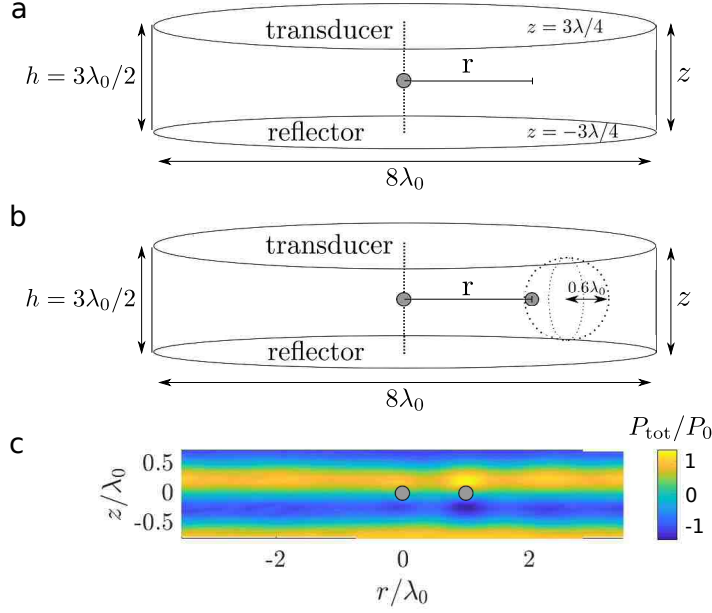 a
transducer
z = 3λ/4
h = 3λ₀/2
r
z
reflector
z = −3λ/4
8λ₀
b
transducer
h = 3λ₀/2
r
0.6λ₀
z
reflector
8λ₀
c
P_tot/P₀
z/λ₀
0.5
0
-0.5
1
0
-1
-2
0
2
r/λ₀